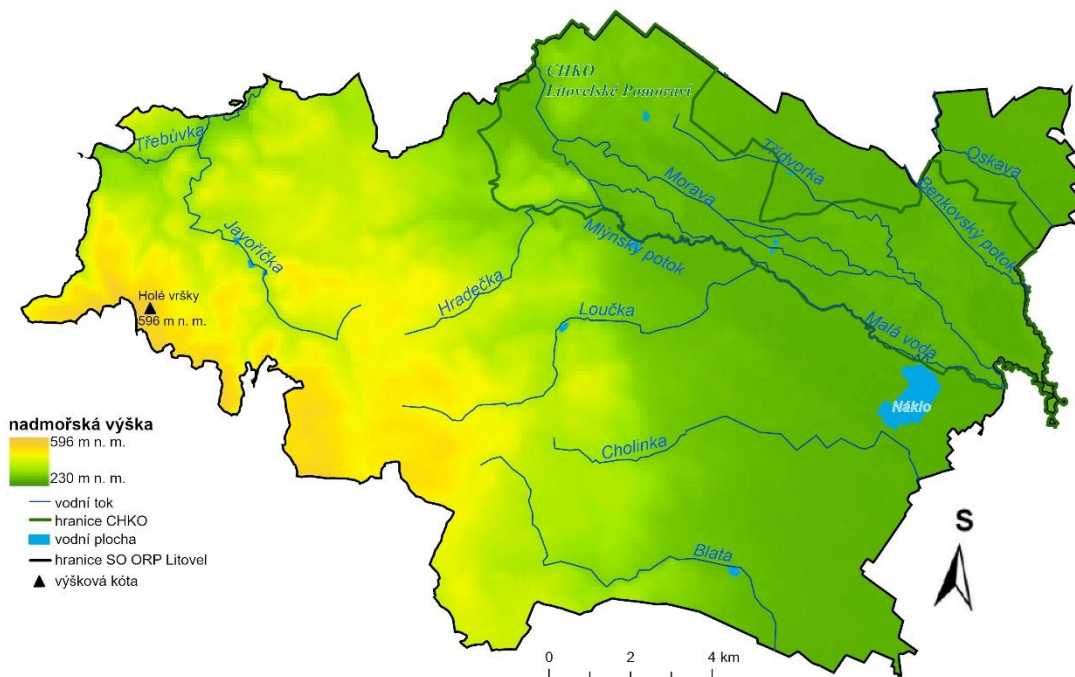 CHKO
Litovelské Pomoraví
Třebůvka
Třídvorka
Oskava
Benkovský potok
Morava
Javoříčka
Mlýnský potok
Hradečka
Holé vršky
596 m n. m.
Loučka
Malá voda
Náklo
Cholinka
Blata
nadmořská výška
596 m n. m.
230 m n. m.
vodní tok
hranice CHKO
vodní plocha
hranice SO ORP Litovel
výšková kóta
S
0 2 4 km